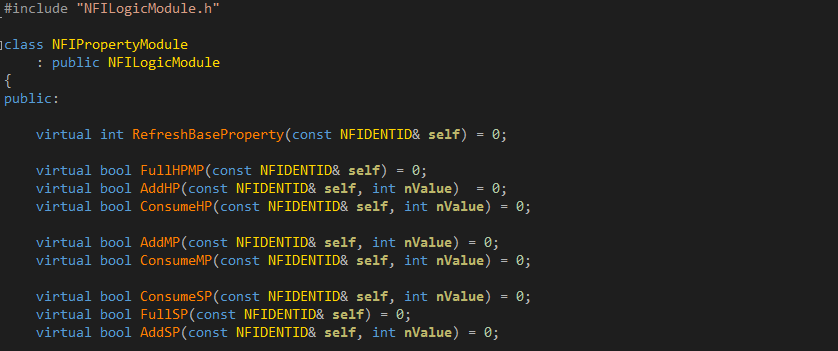 #include "NFILogicModule.h"
class NFIPropertyModule
: public NFILogicModule
{
public:
virtual int RefreshBaseProperty(const NFIDENTID& self) = 0;
virtual bool FullHPMP(const NFIDENTID& self) = 0;
virtual bool AddHP(const NFIDENTID& self, int nValue)  = 0;
virtual bool ConsumeHP(const NFIDENTID& self, int nValue) = 0;
virtual bool AddMP(const NFIDENTID& self, int nValue) = 0;
virtual bool ConsumeMP(const NFIDENTID& self, int nValue) = 0;
virtual bool ConsumeSP(const NFIDENTID& self, int nValue) = 0;
virtual bool FullSP(const NFIDENTID& self) = 0;
virtual bool AddSP(const NFIDENTID& self, int nValue) = 0;